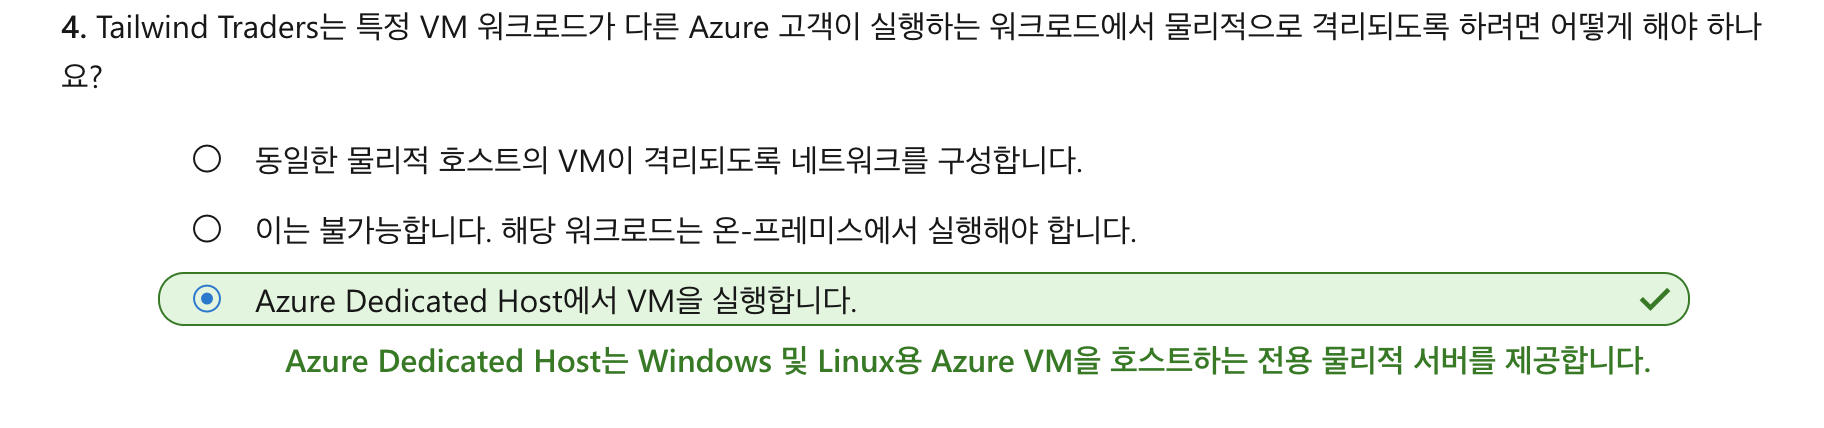 4. Tailwind Traders는 특정 VM 워크로드가 다른 Azure 고객이 실행하는 워크로드에서 물리적으로 격리되도록 하려면 어떻게 해야 하나
요?
동일한 물리적 호스트의 VM이 격리되도록 네트워크를 구성합니다.
이는 불가능합니다. 해당 워크로드는 온-프레미스에서 실행해야 합니다.
Azure Dedicated Host에서 VM을 실행합니다.
Azure Dedicated Host는 Windows 및 Linux용 Azure VM을 호스트하는 전용 물리적 서버를 제공합니다.